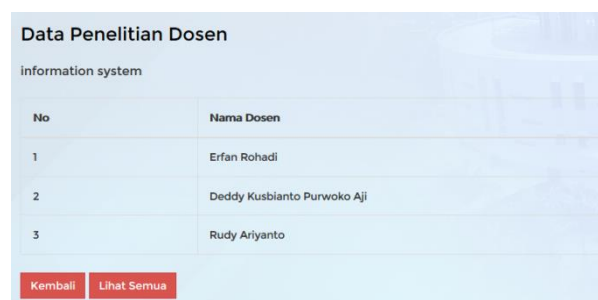 Data Penelitian Dosen
information system
No Nama Dosen
1 Erfan Rohadi
2 Deddy Kusbianto Purwoko Aji
3 Rudy Ariyanto
Kembali Lihat Semua